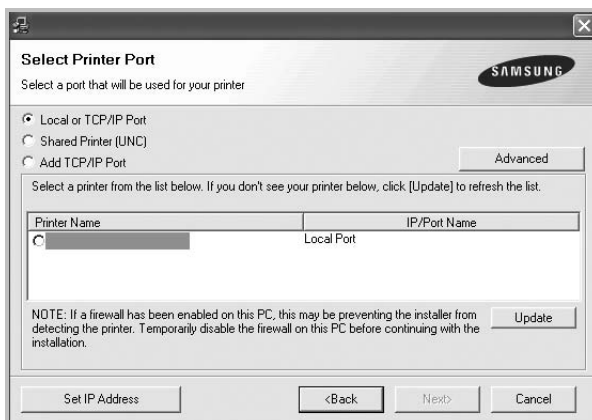 Select Printer Port
Select a port that will be used for your printer
SAMSUNG
Local or TCP/IP Port
Shared Printer (UNC)
Add TCP/IP Port
Advanced
Select a printer from the list below. If you don't see your printer below, click [Update] to refresh the list.
Printer Name IP/Port Name
Local Port
NOTE: If a firewall has been enabled on this PC, this may be preventing the installer from
detecting the printer. Temporarily disable the firewall on this PC before continuing with the
installation.
Update
Set IP Address <Back Next> Cancel